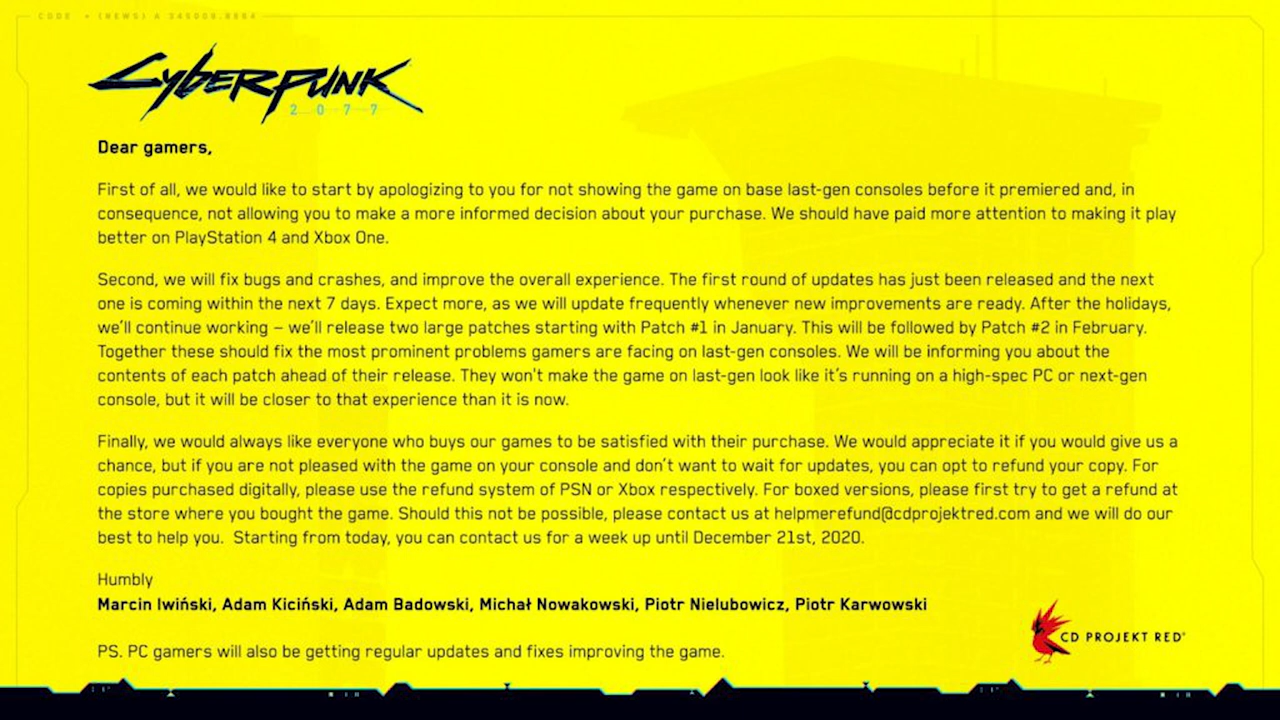 CODE • (NEWS) A 345008.8864
CYBERPUNK
2077
Dear gamers,
First of all, we would like to start by apologizing to you for not showing the game on base last-gen consoles before it premiered and, in
consequence, not allowing you to make a more informed decision about your purchase. We should have paid more attention to making it play
better on PlayStation 4 and Xbox One.
Second, we will fix bugs and crashes, and improve the overall experience. The first round of updates has just been released and the next
one is coming within the next 7 days. Expect more, as we will update frequently whenever new improvements are ready. After the holidays,
we'll continue working – we'll release two large patches starting with Patch #1 in January. This will be followed by Patch #2 in February.
Together these should fix the most prominent problems gamers are facing on last-gen consoles. We will be informing you about the
contents of each patch ahead of their release. They won't make the game on last-gen look like it's running on a high-spec PC or next-gen
console, but it will be closer to that experience than it is now.
Finally, we would always like everyone who buys our games to be satisfied with their purchase. We would appreciate it if you would give us a
chance, but if you are not pleased with the game on your console and don't want to wait for updates, you can opt to refund your copy. For
copies purchased digitally, please use the refund system of PSN or Xbox respectively. For boxed versions, please first try to get a refund at
the store where you bought the game. Should this not be possible, please contact us at helpmerefund@cdprojektred.com and we will do our
best to help you.  Starting from today, you can contact us for a week up until December 21st, 2020.
Humbly
Marcin Iwiński, Adam Kiciński, Adam Badowski, Michał Nowakowski, Piotr Nielubowicz, Piotr Karwowski
CD PROJEKT RED®
PS. PC gamers will also be getting regular updates and fixes improving the game.